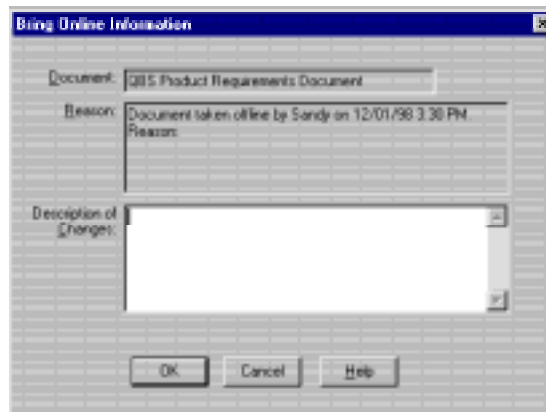 Bring Online Information
Document: QBS Product Requirements Document
Reason: Document taken offline by Sandy on 12/01/98 3:30 PM
Reason:
Description of
Changes:
OK Cancel Help